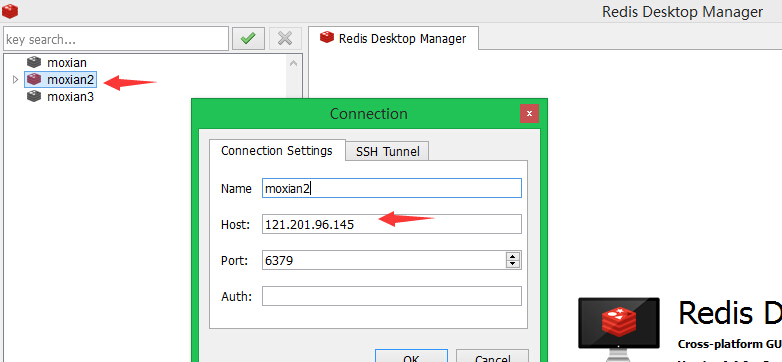 Redis Desktop Manager
key search...
Redis Desktop Manager
moxian
moxian2
moxian3
Connection
Connection Settings
SSH Tunnel
Name
moxian2
Host:
121.201.96.145
Port:
6379
Auth:
OK
Cancel
Redis D
Cross-platform GU